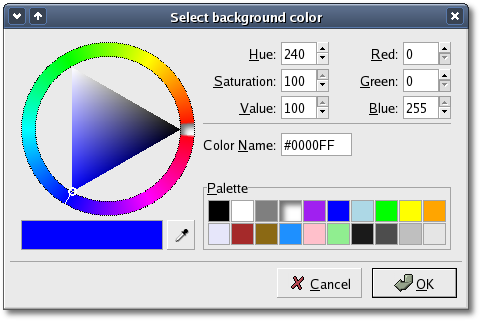 Select background color
Hue: 240 Red: 0
Saturation: 100 Green: 0
Value: 100 Blue: 255
Color Name: #0000FF
Palette
Cancel OK